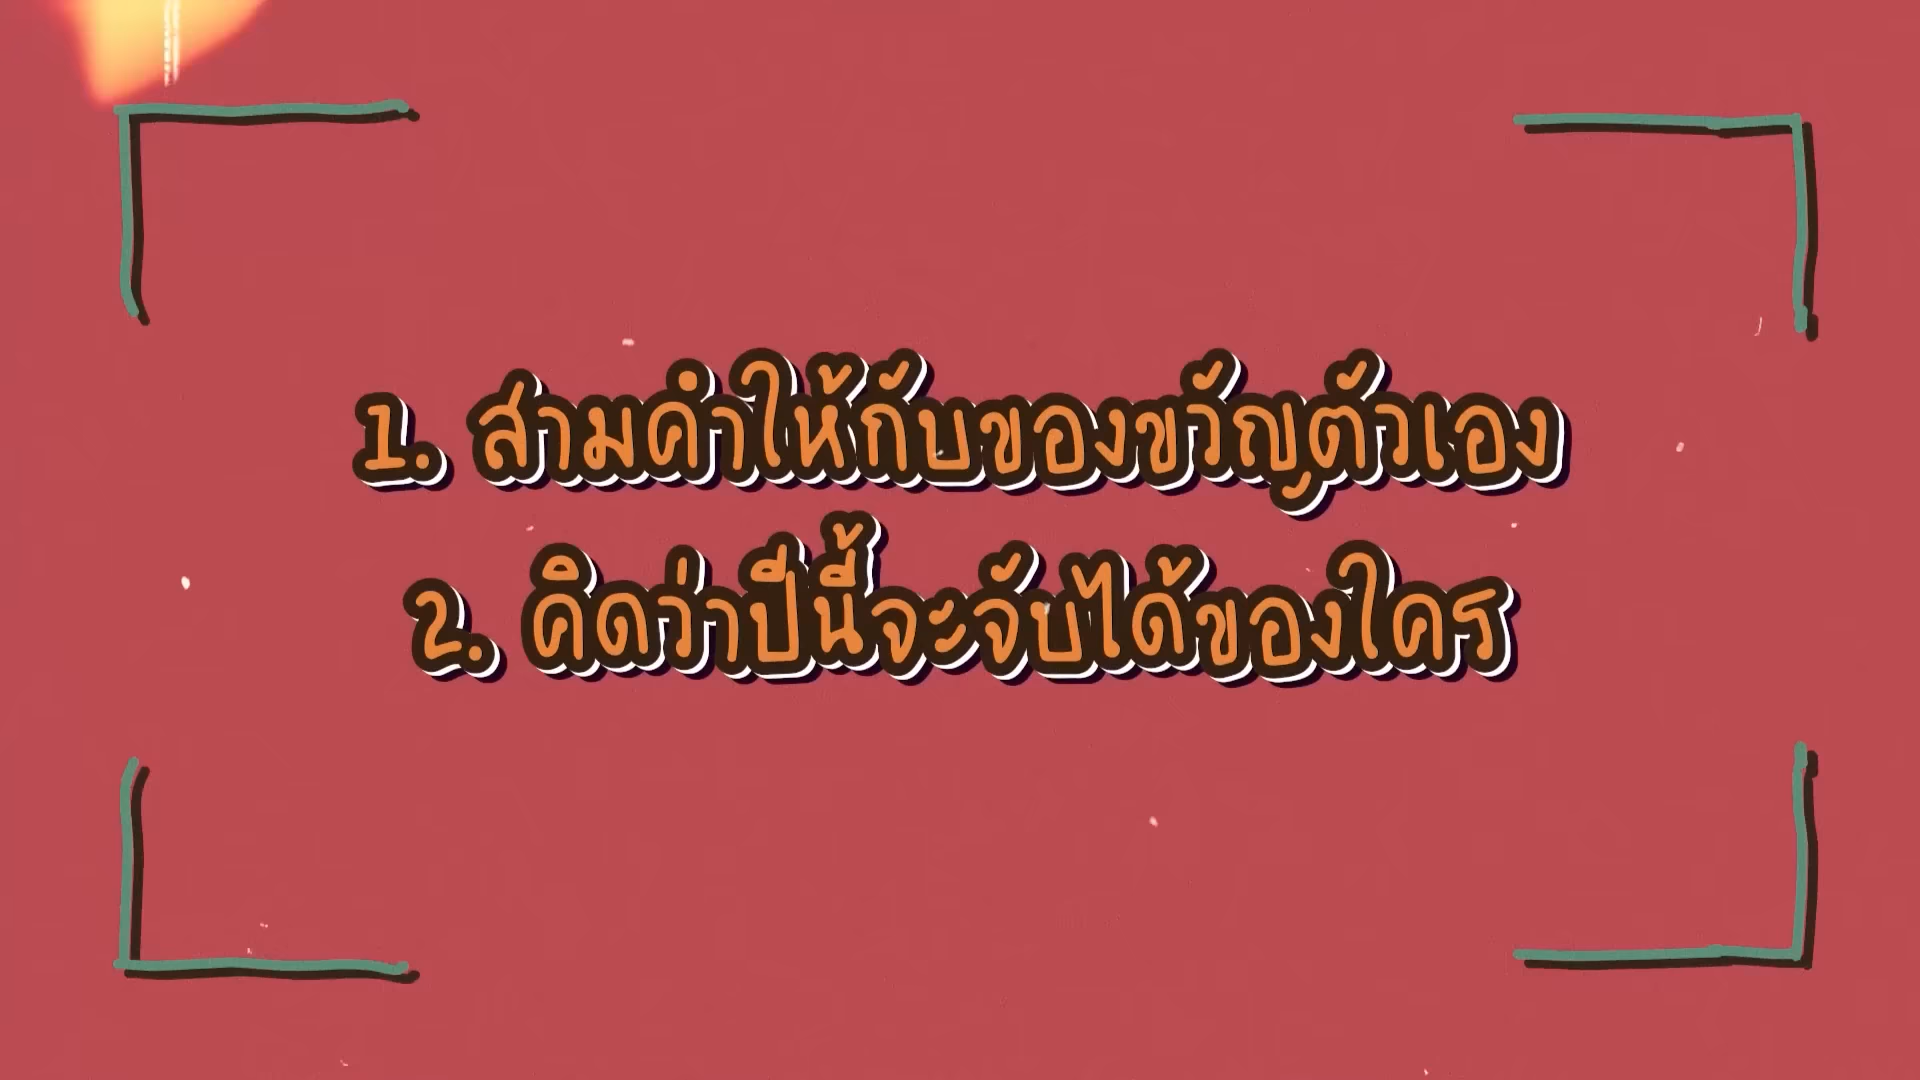 1. สามคำให้กับของขวัญตัวเอง
2. คิดว่าปีนี้จะจับได้ของใคร